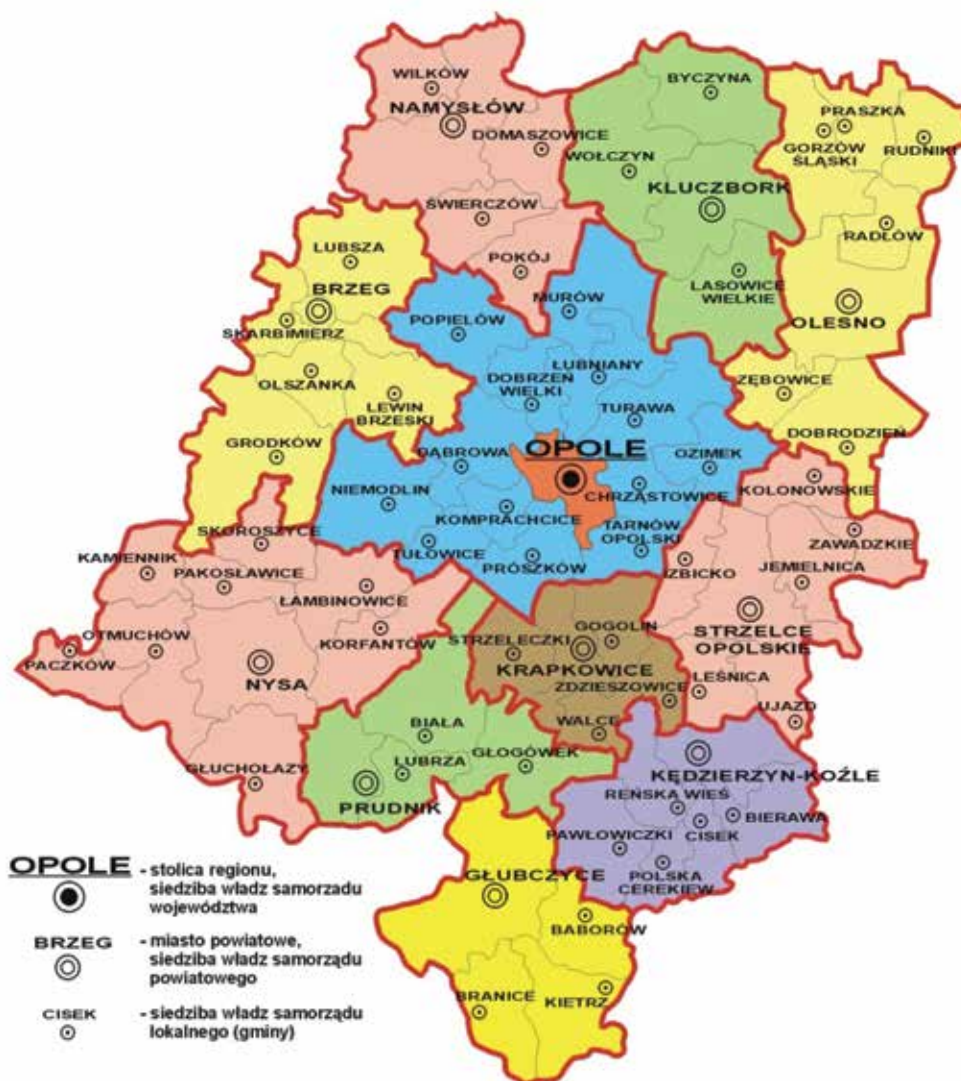 WILKÓW
NAMYSŁÓW
DOMASZOWICE
ŚWIERCZÓW
POKÓJ
BYCZYNA
WOŁCZYN
KLUCZBORK
LASOWICE
WIELKIE
PRASZKA
GORZÓW
ŚLĄSKI
RUDNIKI
RADŁÓW
OLESNO
ZĘBOWICE
DOBRODZIEŃ
LUBSZA
BRZEG
SKARBIMIERZ
OLSZANKA
LEWIN
BRZESKI
GRODKÓW
MURÓW
POPIELÓW
ŁUBNIANY
DOBRZEŃ
WIELKI
TURAWA
OPOLE
DĄBROWA
OZIMEK
NIEMODLIN
CHRZĄSTOWICE
KOMPRACHCICE
TARNÓW
OPOLSKI
TUŁOWICE
PRÓSZKÓW
KOLONOWSKIE
ZAWADZKIE
IZBICKO
JEMIELNICA
STRZELCE
OPOLSKIE
LEŚNICA
UJAZD
SKOROSZYCE
KAMIENNIK
PAKOSŁAWICE
ŁAMBINOWICE
OTMUCHÓW
PACZKÓW
KORFANTÓW
NYSA
GŁUCHOŁAZY
STRZELECZKI
GOGOLIN
KRAPKOWICE
ZDZIESZOWICE
WALCE
BIAŁA
LUBRZA
GŁOGÓWEK
PRUDNIK
KĘDZIERZYN-KOŹLE
REŃSKA WIEŚ
BIERAWA
PAWŁOWICZKI
CISEK
POLSKA
CEREKIEW
GŁUBCZYCE
BABORÓW
BRANICE
KIETRZ
OPOLE - stolica regionu,
siedziba władz samorzadu
województwa
BRZEG - miasto powiatowe,
siedziba władz samorządu
powiatowego
CISEK - siedziba władz samorządu
lokalnego (gminy)